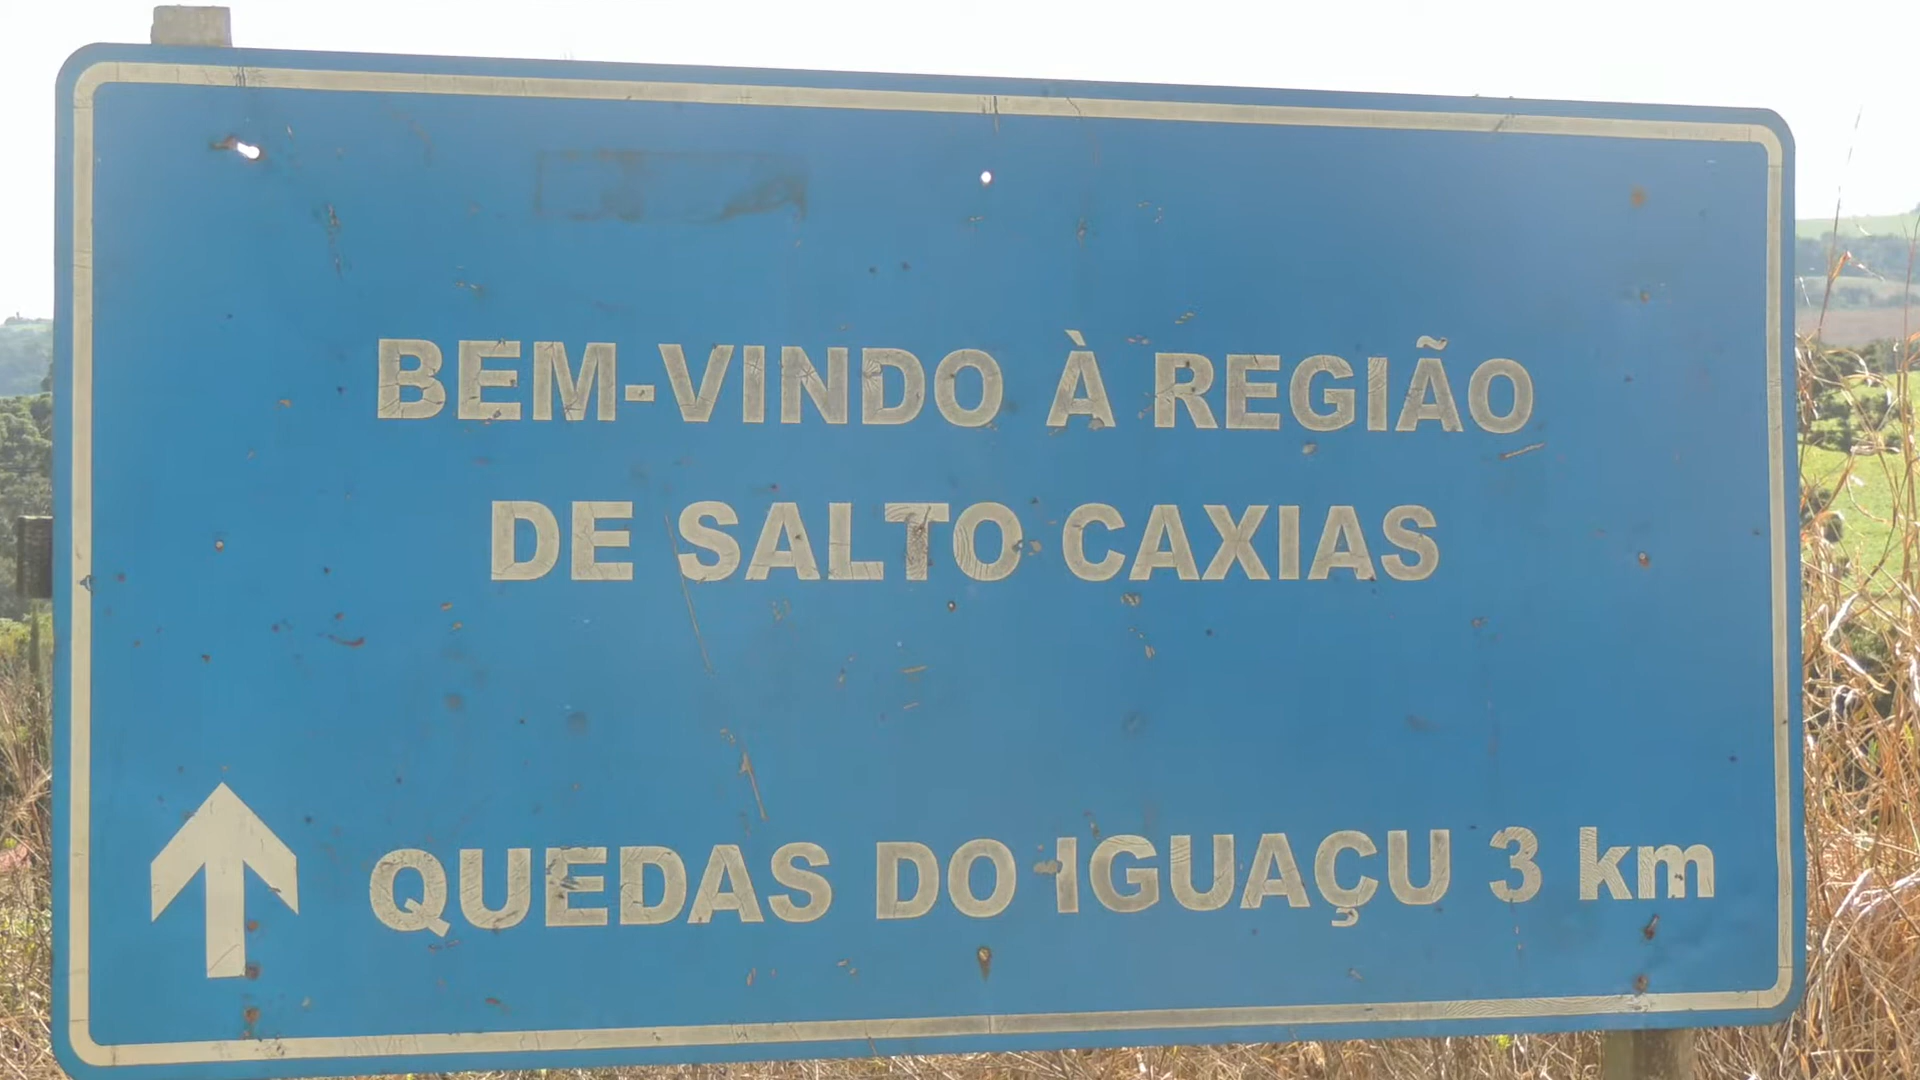 BEM-VINDO À REGIÃO
DE SALTO CAXIAS
QUEDAS DO IGUAÇU 3 km